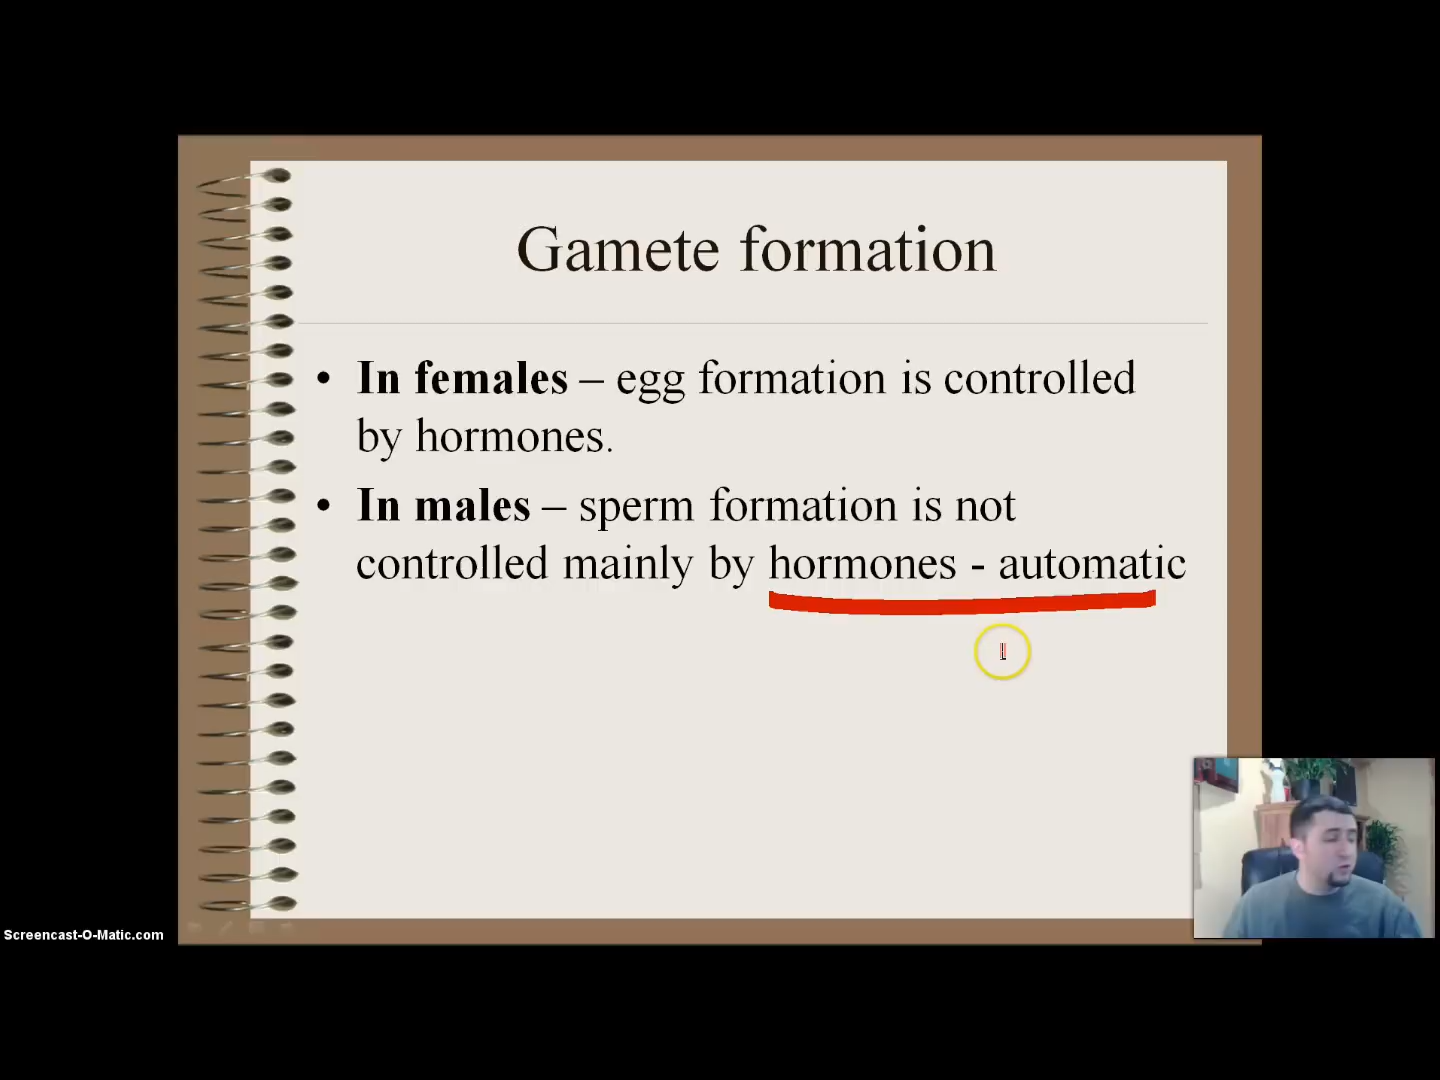 Gamete formation
• In females – egg formation is controlled
by hormones.
• In males – sperm formation is not
controlled mainly by hormones - automatic
Screencast-O-Matic.com